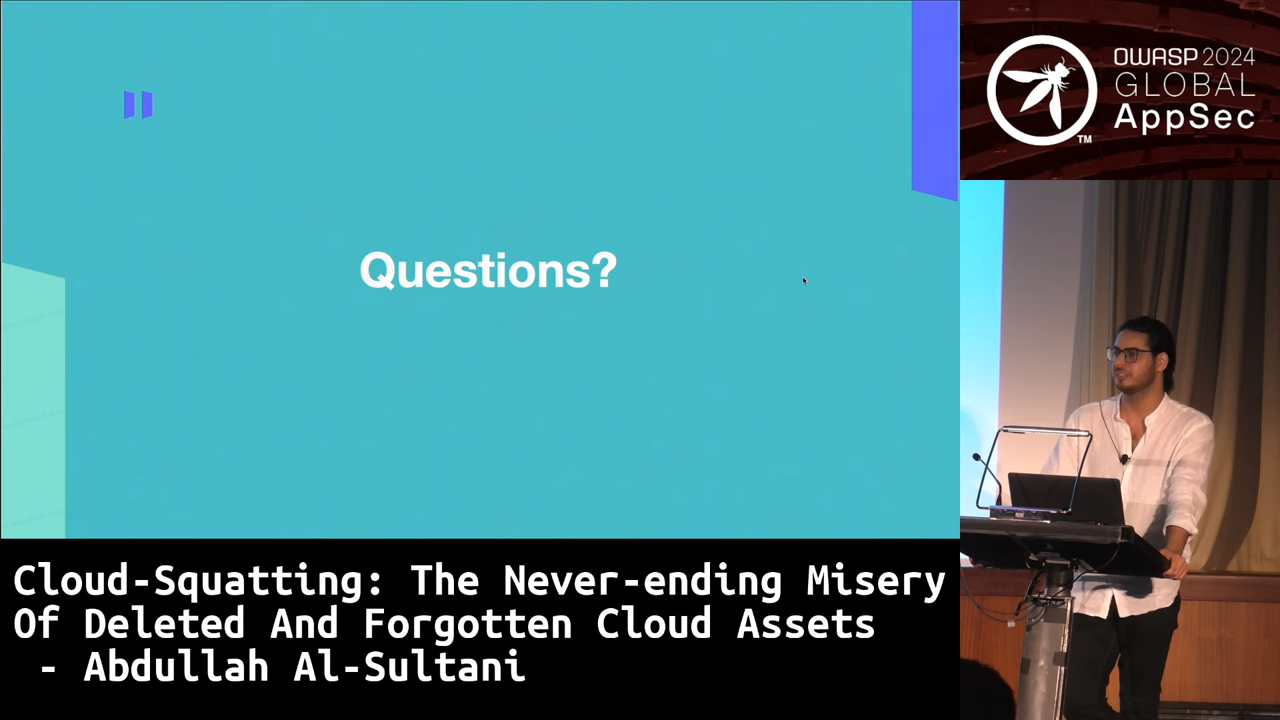 Questions?
OWASP 2024
GLOBAL
AppSec
TM
Cloud-Squatting: The Never-ending Misery
Of Deleted And Forgotten Cloud Assets
- Abdullah Al-Sultani